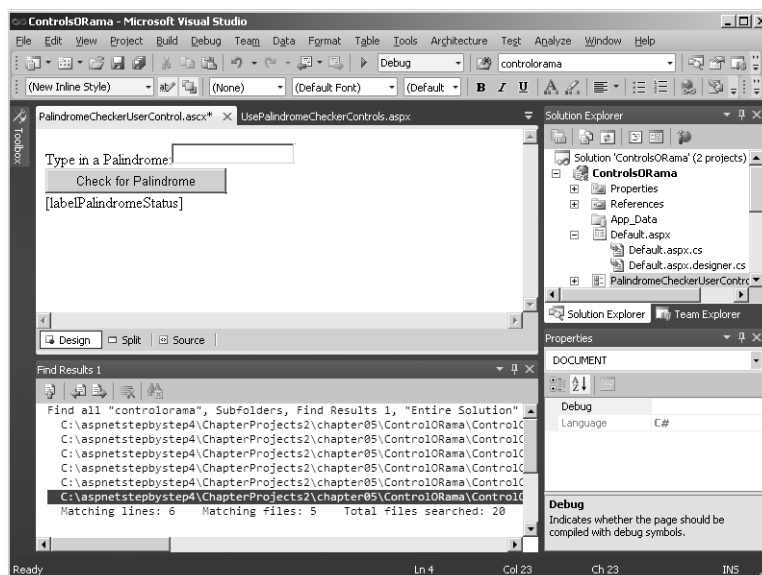 ControlsORama - Microsoft Visual Studio
File Edit View Project Build Debug Team Data Format Table Tools Architecture Test Analyze Window Help
Debug controlorama
(New Inline Style) (None) (Default Font) (Default B I U A
Toolbox
PalindromeCheckerUserControl.ascx* UsePalindromeCheckerControls.aspx
Type in a Palindrome:
Check for Palindrome
[labelPalindromeStatus]
Design Split Source
Find Results 1
Find all "controlorama", Subfolders, Find Results 1, "Entire Solution"
C:\aspnetstepbystep4\ChapterProjects2\chapter05\ControlORama\ControlO
C:\aspnetstepbystep4\ChapterProjects2\chapter05\ControlORama\ControlO
C:\aspnetstepbystep4\ChapterProjects2\chapter05\ControlORama\ControlO
C:\aspnetstepbystep4\ChapterProjects2\chapter05\ControlORama\ControlO
C:\aspnetstepbystep4\ChapterProjects2\chapter05\ControlORama\ControlO
C:\aspnetstepbystep4\ChapterProjects2\chapter05\ControlORama\ControlO
Matching lines: 6 Matching files: 5 Total files searched: 20
Solution Explorer
Solution 'ControlsORama' (2 projects)
ControlsORama
Properties
References
App_Data
Default.aspx
Default.aspx.cs
Default.aspx.designer.cs
PalindromeCheckerUserContro
Solution Explorer Team Explorer
Properties
DOCUMENT
Debug
Language C#
Debug
Indicates whether the page should be
compiled with debug symbols.
Ready Ln 4 Col 23 Ch 23 INS